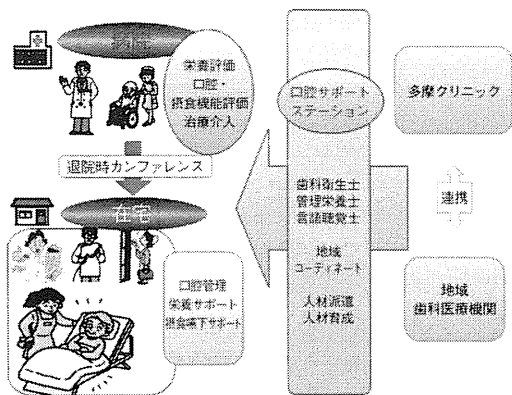 病院
栄養評価
口腔・
摂食機能評価
治療介入
退院時カンファレンス
在宅
口腔管理
栄養サポート
摂食嚥下サポート
口腔サポート
ステーション
歯科衛生士
管理栄養士
言語聴覚士
地域
コーディネート
人材派遣
人材育成
多摩クリニック
連携
地域
歯科医療機関